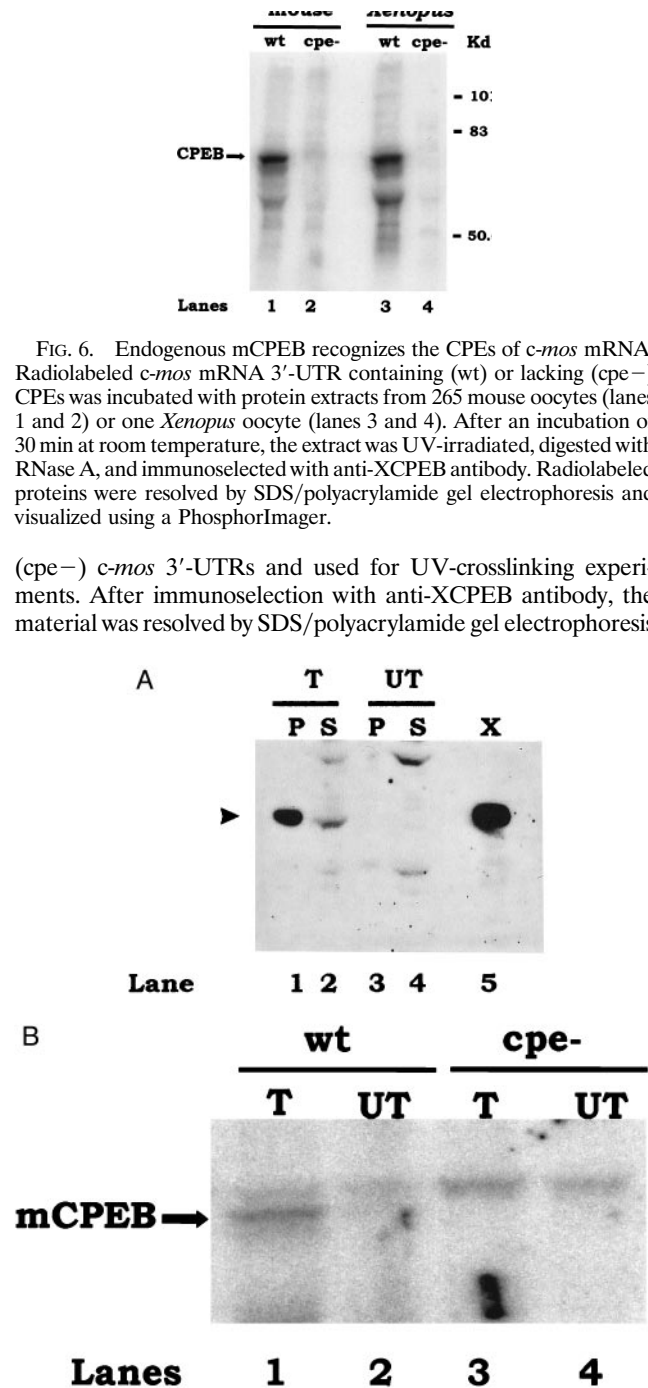 mouse Xenopus
wt cpe- wt cpe- Kd
- 10
- 83
CPEB
- 50.
Lanes 1 2 3 4
FIG. 6. Endogenous mCPEB recognizes the CPEs of c-mos mRNA
Radiolabeled c-mos mRNA 3′-UTR containing (wt) or lacking (cpe−)
CPEs was incubated with protein extracts from 265 mouse oocytes (lanes
1 and 2) or one Xenopus oocyte (lanes 3 and 4). After an incubation o
30 min at room temperature, the extract was UV-irradiated, digested with
RNase A, and immunoselected with anti-XCPEB antibody. Radiolabeled
proteins were resolved by SDS/polyacrylamide gel electrophoresis and
visualized using a PhosphorImager.
(cpe−) c-mos 3′-UTRs and used for UV-crosslinking experi-
ments. After immunoselection with anti-XCPEB antibody, the
material was resolved by SDS/polyacrylamide gel electrophoresis
A
T UT
P S P S X
Lane 1 2 3 4 5
B
wt cpe-
T UT T UT
mCPEB
Lanes 1 2 3 4